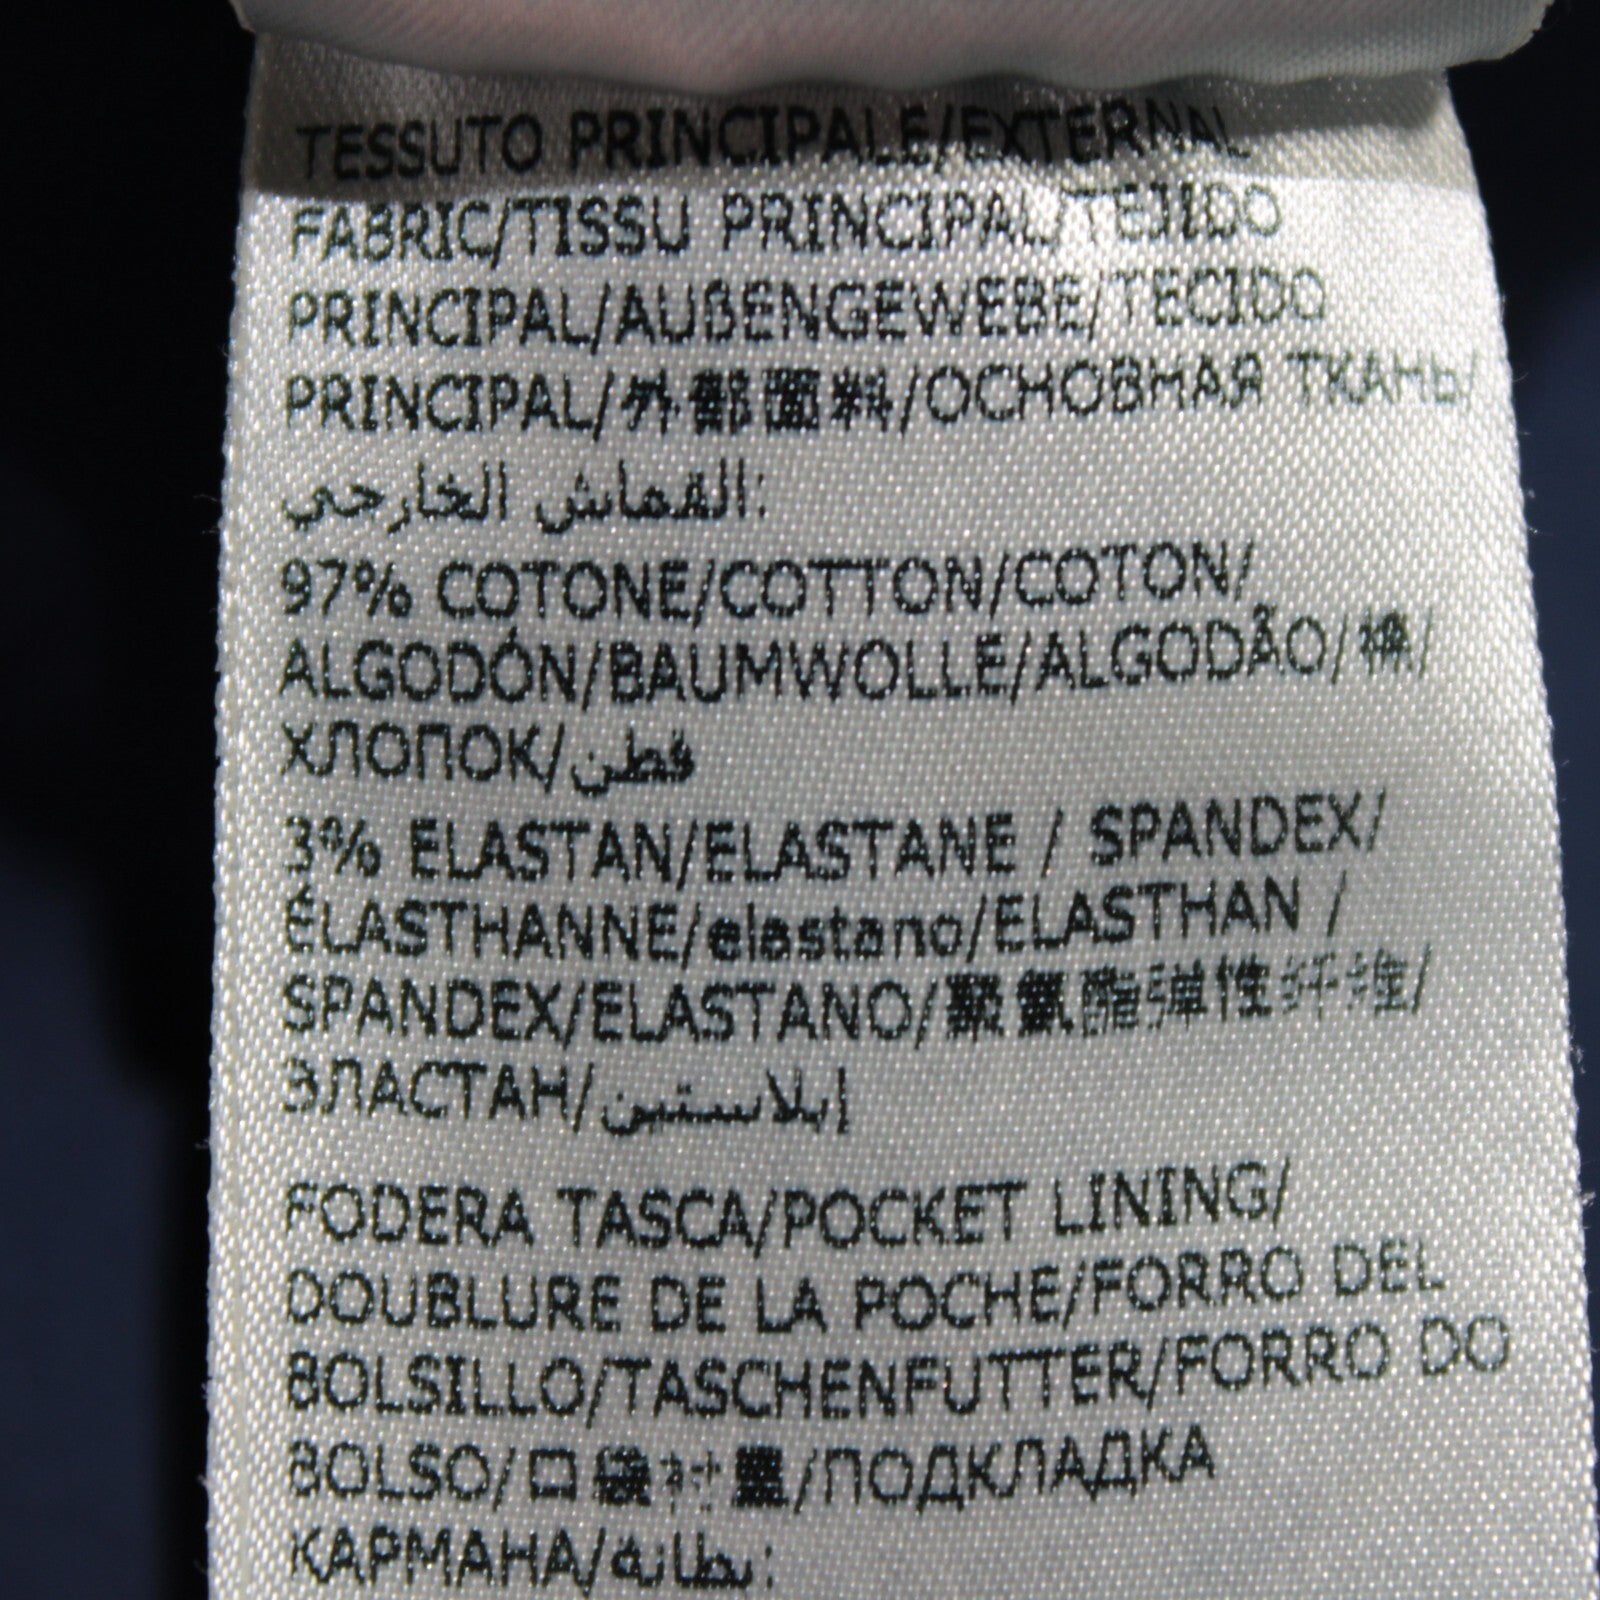 TESSUTO PRINCIPALE/EXTERNAL
FABRIC/TISSU PRINCIPAL/TEJIDO
PRINCIPAL/AUßENGEWEBE/TECIDO
PRINCIPAL/外部面料/ОСНОВНАЯ ТКАНЬ/
القماش الخارجي:
97% COTONE/COTTON/COTON/
ALGODÓN/BAUMWOLLE/ALGODÃO/棉/
ХЛОПОК/قطن
3% ELASTAN/ELASTANE / SPANDEX/
ÉLASTHANNE/elastano/ELASTHAN /
SPANDEX/ELASTANO/聚氨酯弹性纤维/
ЭЛАСТАН/إيلاستين
FODERA TASCA/POCKET LINING/
DOUBLURE DE LA POCHE/FORRO DEL
BOLSILLO/TASCHENFUTTER/FORRO DO
BOLSO/口袋衬里/ПОДКЛАДКА
КАРМАНА/بطانة: